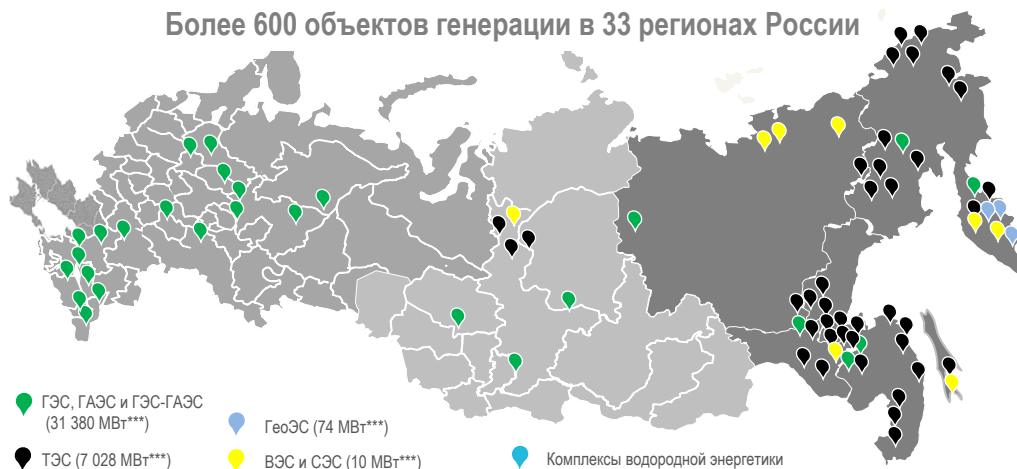 Более 600 объектов генерации в 33 регионах России
ГЭС, ГАЭС и ГЭС-ГАЭС
(31 380 МВт***)
ГеоЭС (74 МВт***)
ТЭС (7 028 МВт***)
ВЭС и СЭС (10 МВт***)
Комплексы водородной энергетики